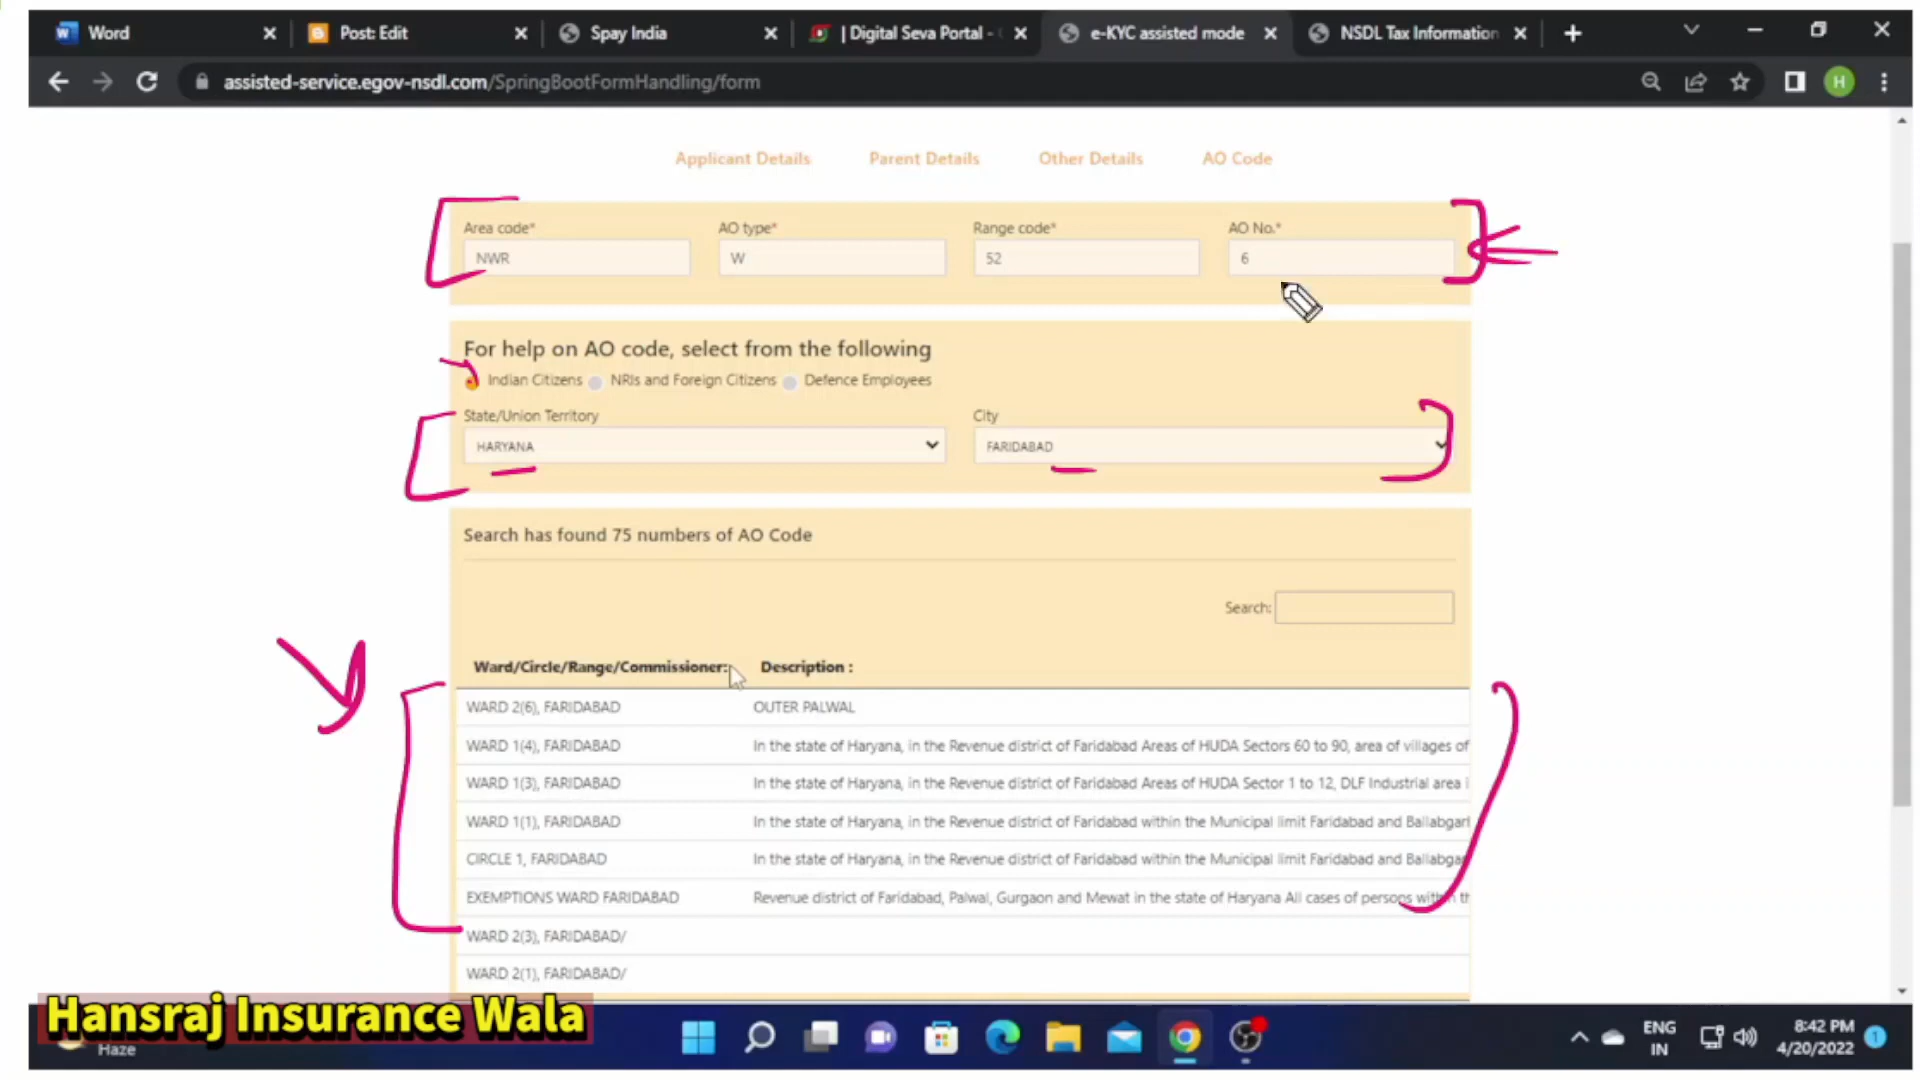 Word
Post: Edit
Spay India
| Digital Seva Portal -
e-KYC assisted mode
NSDL Tax Information
assisted-service.egov-nsdl.com/SpringBootFormHandling/form
H
Applicant Details Parent Details Other Details AO Code
Area code* AO type* Range code* AO No.*
NWR W 52 6
For help on AO code, select from the following
Indian Citizens NRIs and Foreign Citizens Defence Employees
State/Union Territory City
HARYANA FARIDABAD
Search has found 75 numbers of AO Code
Search:
Ward/Circle/Range/Commissioner: Description :
WARD 2(6), FARIDABAD OUTER PALWAL
WARD 1(4), FARIDABAD In the state of Haryana, in the Revenue district of Faridabad Areas of HUDA Sectors 60 to 90, area of villages of
WARD 1(3), FARIDABAD In the state of Haryana, in the Revenue district of Faridabad Areas of HUDA Sector 1 to 12, DLF Industrial area i
WARD 1(1), FARIDABAD In the state of Haryana, in the Revenue district of Faridabad within the Municipal limit Faridabad and Ballabgarh
CIRCLE 1, FARIDABAD In the state of Haryana, in the Revenue district of Faridabad within the Municipal limit Faridabad and Ballabga
EXEMPTIONS WARD FARIDABAD Revenue district of Faridabad, Palwal, Gurgaon and Mewat in the state of Haryana All cases of persons within th
WARD 2(3), FARIDABAD/
WARD 2(1), FARIDABAD/
Hansraj Insurance Wala
Haze
ENG
IN
8:42 PM
4/20/2022
1